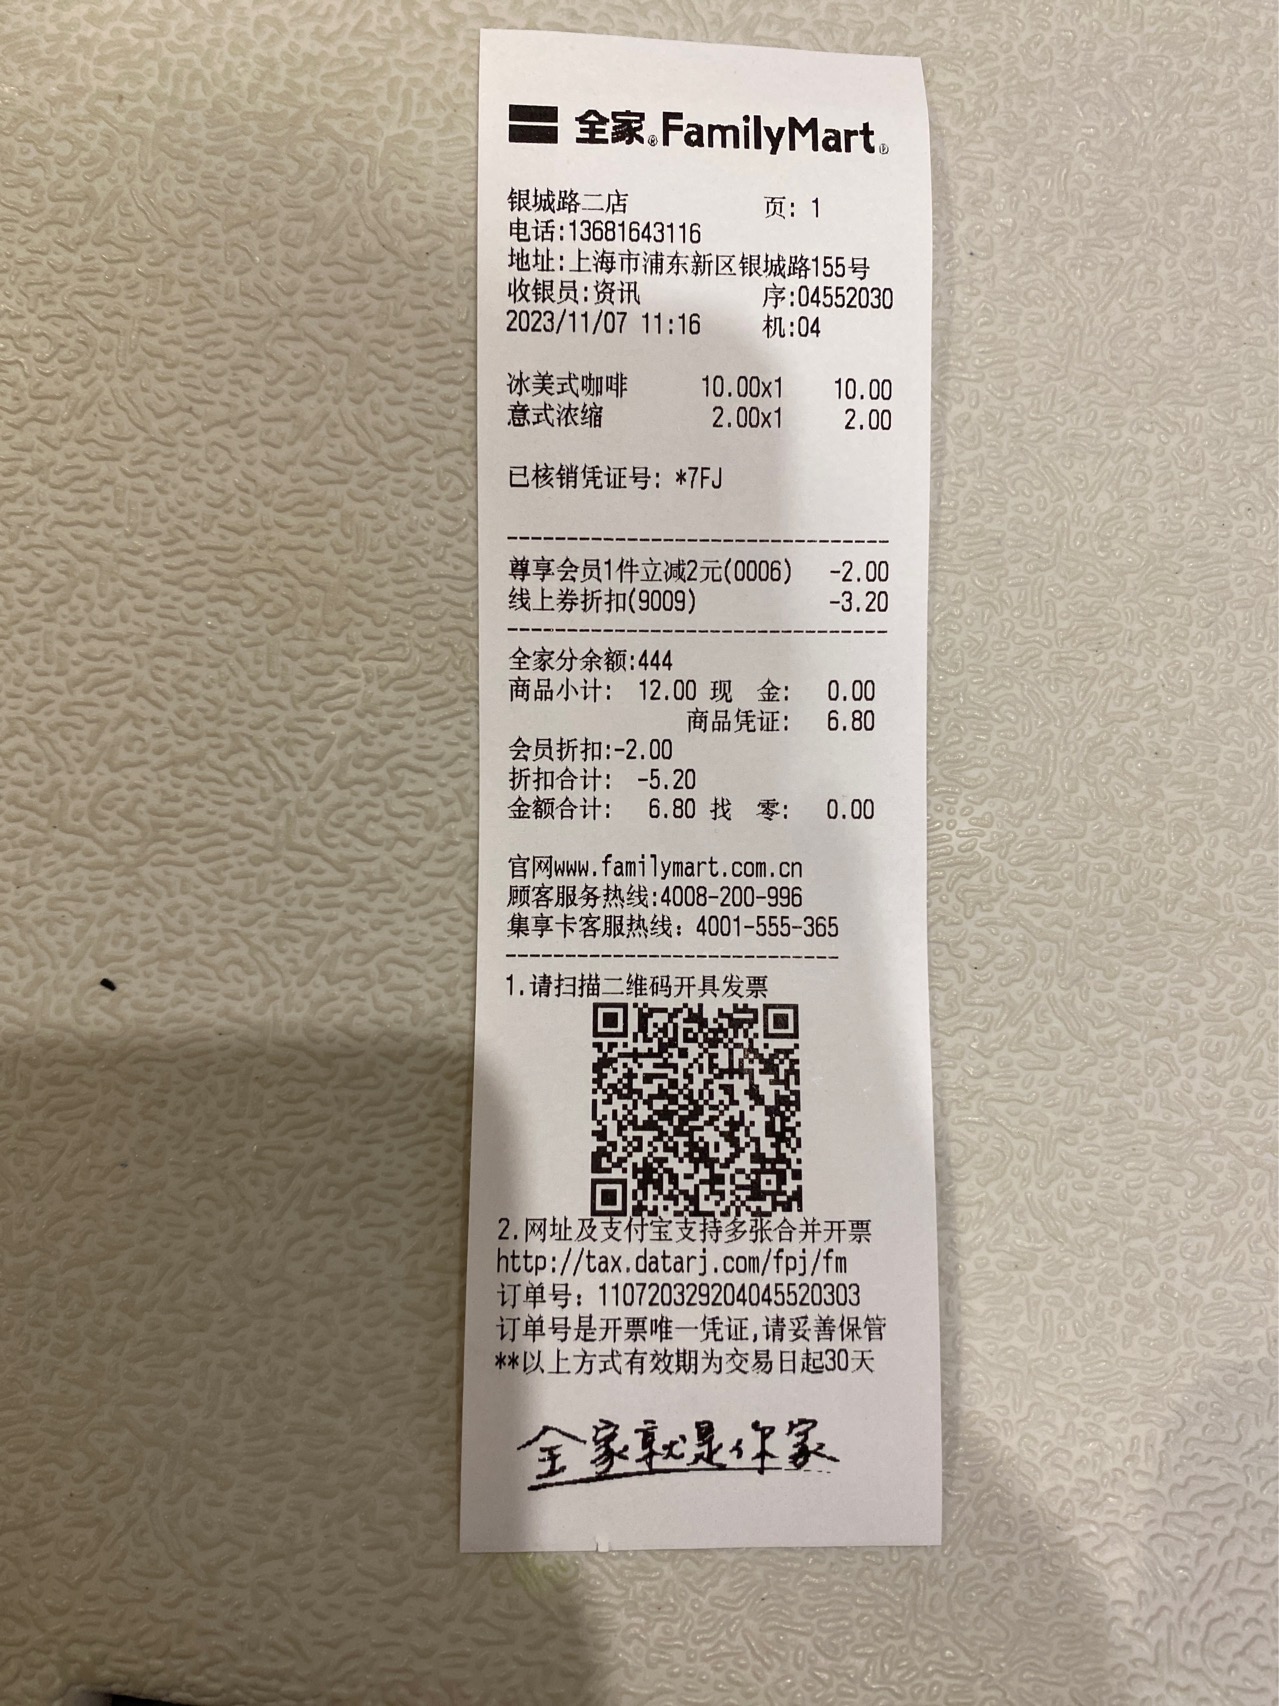 全家®FamilyMart®
银城路二店 页: 1
电话:13681643116
地址:上海市浦东新区银城路155号
收银员:资讯 序:04552030
2023/11/07 11:16 机:04
冰美式咖啡 10.00x1 10.00
意式浓缩 2.00x1 2.00
已核销凭证号: *7FJ
--------------------------------
尊享会员1件立减2元(0006) -2.00
线上券折扣(9009) -3.20
--------------------------------
全家分余额:444
商品小计: 12.00 现 金: 0.00
商品凭证: 6.80
会员折扣:-2.00
折扣合计: -5.20
金额合计: 6.80 找 零: 0.00
官网www.familymart.com.cn
顾客服务热线:4008-200-996
集享卡客服热线: 4001-555-365
----------------------------
1.请扫描二维码开具发票
2.网址及支付宝支持多张合并开票
http://tax.datarj.com/fpj/fm
订单号: 1107203292040455​20303
订单号是开票唯一凭证,请妥善保管
**以上方式有效期为交易日起30天
全家就是你家